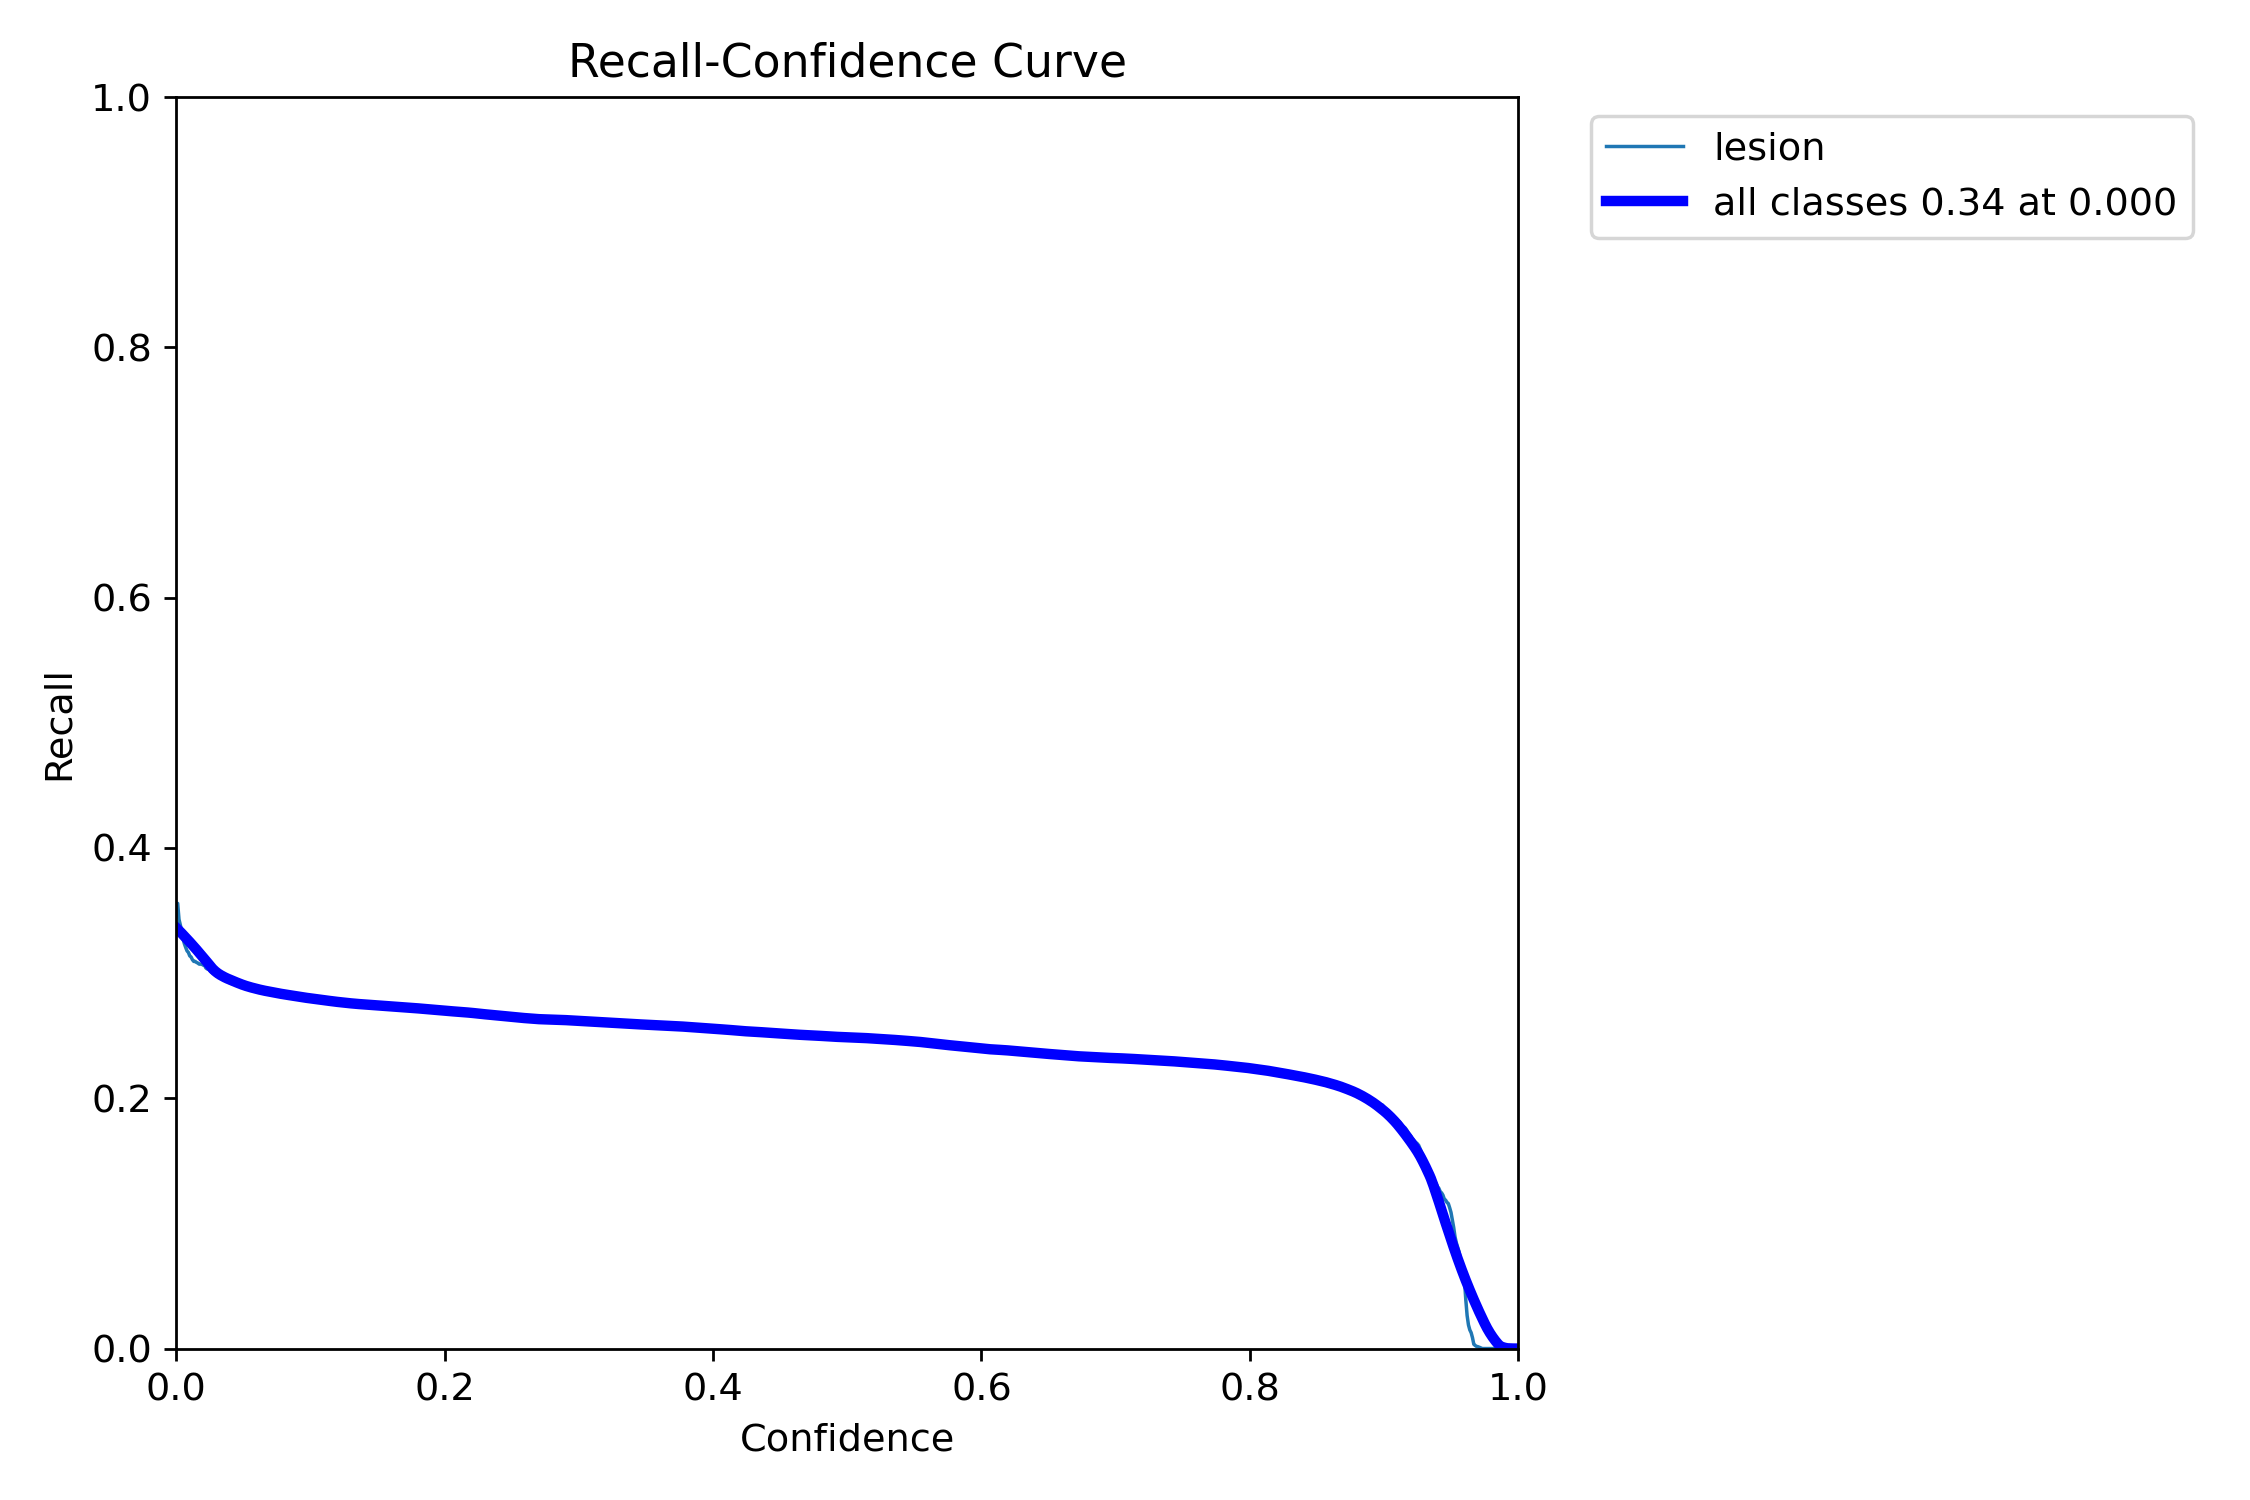 Recall-Confidence Curve
1.0
0.8
0.6
0.4
0.2
0.0
Recall
0.0 0.2 0.4 0.6 0.8 1.0
Confidence
lesion
all classes 0.34 at 0.000